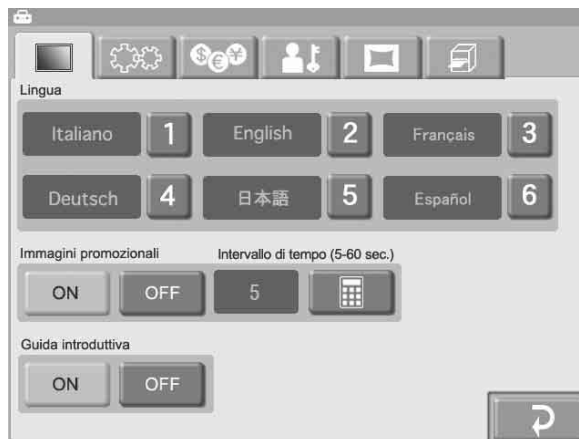 $ € ¥
Lingua
Italiano 1 English 2 Français 3
Deutsch 4 日本語 5 Español 6
Immagini promozionali Intervallo di tempo (5-60 sec.)
ON OFF 5
Guida introduttiva
ON OFF